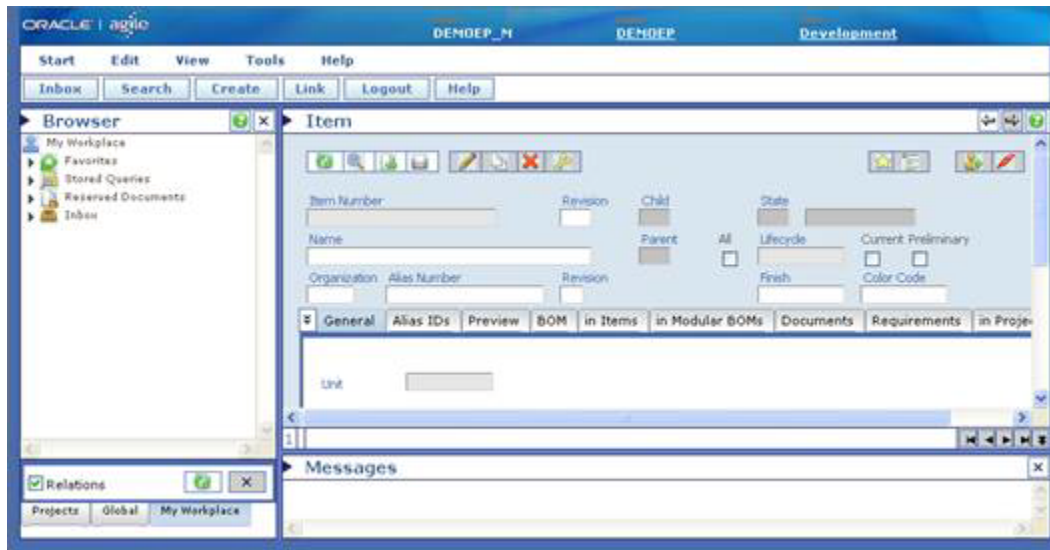 ORACLE | agile
DEMOEP_M DEMOEP Development
Start Edit View Tools Help
Inbox Search Create Link Logout Help
Browser
My Workplace
Favorites
Stored Queries
Reserved Documents
Inbox
Relations
Projects Global My Workplace
Item
Item Number Revision Child State
Name Parent All Lifecycle Current Preliminary
Organization Alias Number Revision Finish Color Code
General Alias IDs Preview BOM in Items in Modular BOMs Documents Requirements in Proje
Unit
1
Messages